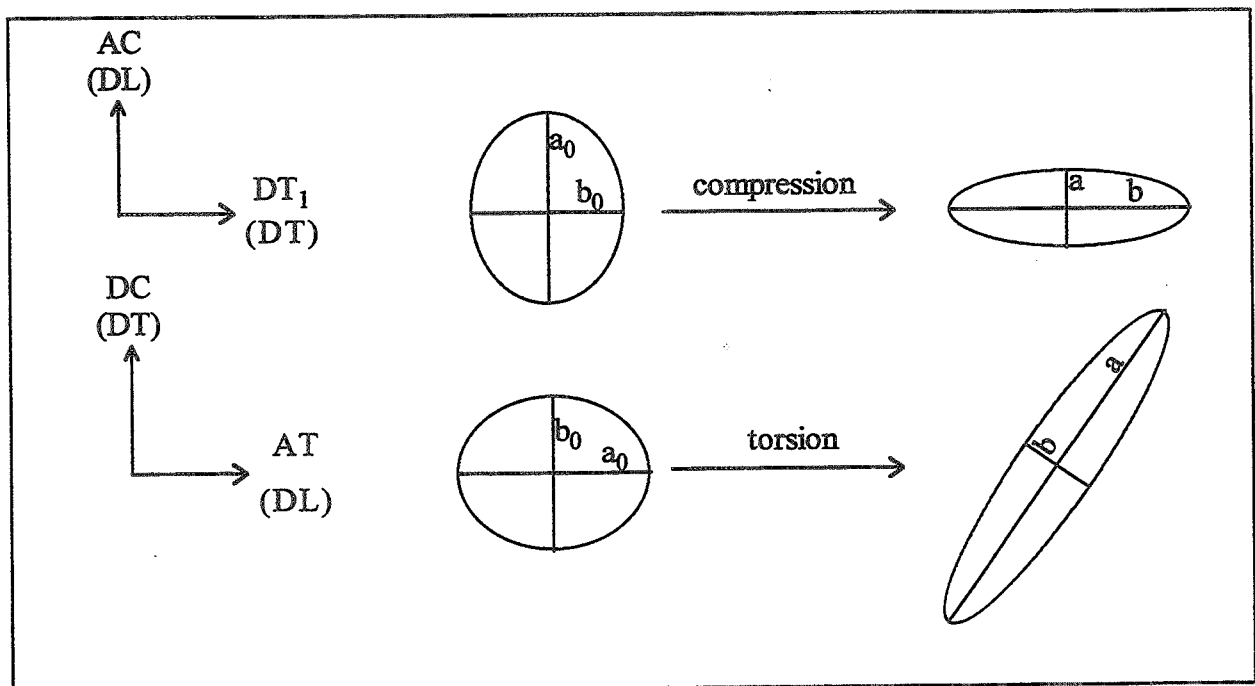 AC
(DL)
DT₁
(DT)
a₀
b₀
compression
a
b
DC
(DT)
AT
(DL)
b₀
a₀
torsion
a
b